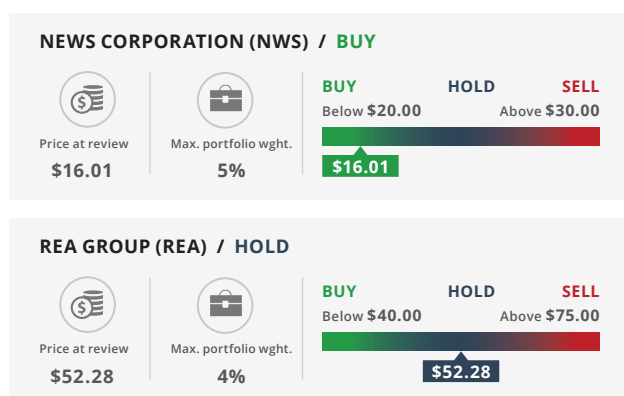 NEWS CORPORATION (NWS) / BUY
BUY HOLD SELL
Below $20.00 Above $30.00
Price at review Max. portfolio wght.
$16.01 5% $16.01
REA GROUP (REA) / HOLD
BUY HOLD SELL
Below $40.00 Above $75.00
Price at review Max. portfolio wght.
$52.28 4% $52.28